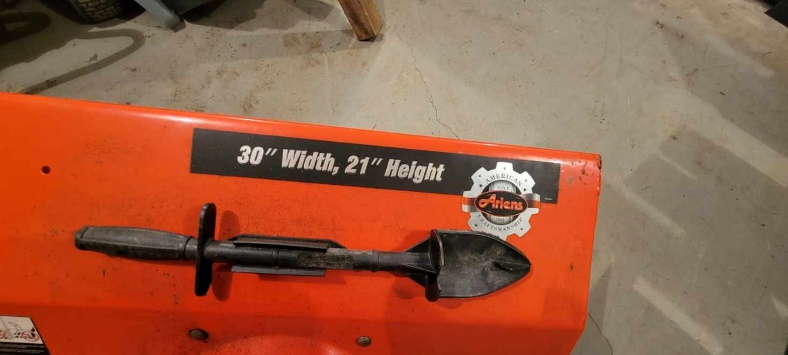 30" Width, 21" Height
AMERICAN
Ariens
CRAFTSMANSHIP